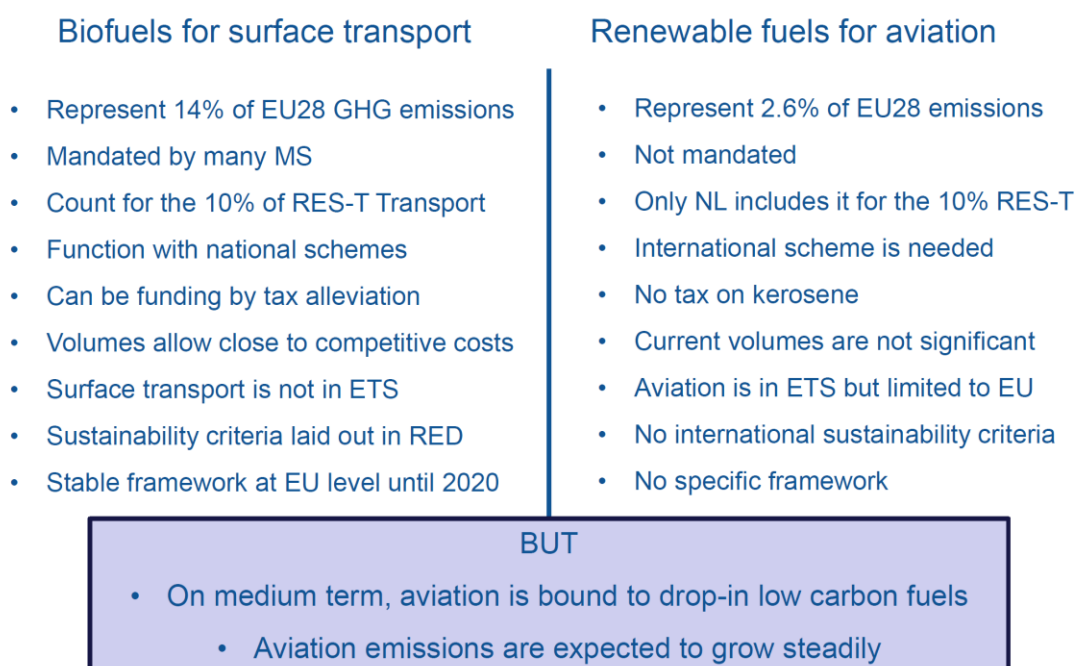 Biofuels for surface transport
• Represent 14% of EU28 GHG emissions
• Mandated by many MS
• Count for the 10% of RES-T Transport
• Function with national schemes
• Can be funding by tax alleviation
• Volumes allow close to competitive costs
• Surface transport is not in ETS
• Sustainability criteria laid out in RED
• Stable framework at EU level until 2020
Renewable fuels for aviation
• Represent 2.6% of EU28 emissions
• Not mandated
• Only NL includes it for the 10% RES-T
• International scheme is needed
• No tax on kerosene
• Current volumes are not significant
• Aviation is in ETS but limited to EU
• No international sustainability criteria
• No specific framework
BUT
• On medium term, aviation is bound to drop-in low carbon fuels
• Aviation emissions are expected to grow steadily